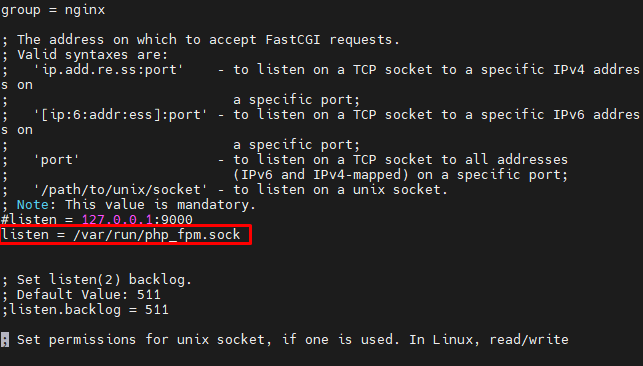 group = nginx
; The address on which to accept FastCGI requests.
; Valid syntaxes are:
;   'ip.add.re.ss:port'    - to listen on a TCP socket to a specific IPv4 addres
s on
;                            a specific port;
;   '[ip:6:addr:ess]:port' - to listen on a TCP socket to a specific IPv6 addres
s on
;                            a specific port;
;   'port'                 - to listen on a TCP socket to all addresses
;                            (IPv6 and IPv4-mapped) on a specific port;
;   '/path/to/unix/socket' - to listen on a unix socket.
; Note: This value is mandatory.
#listen = 127.0.0.1:9000
listen = /var/run/php_fpm.sock
; Set listen(2) backlog.
; Default Value: 511
;listen.backlog = 511
; Set permissions for unix socket, if one is used. In Linux, read/write